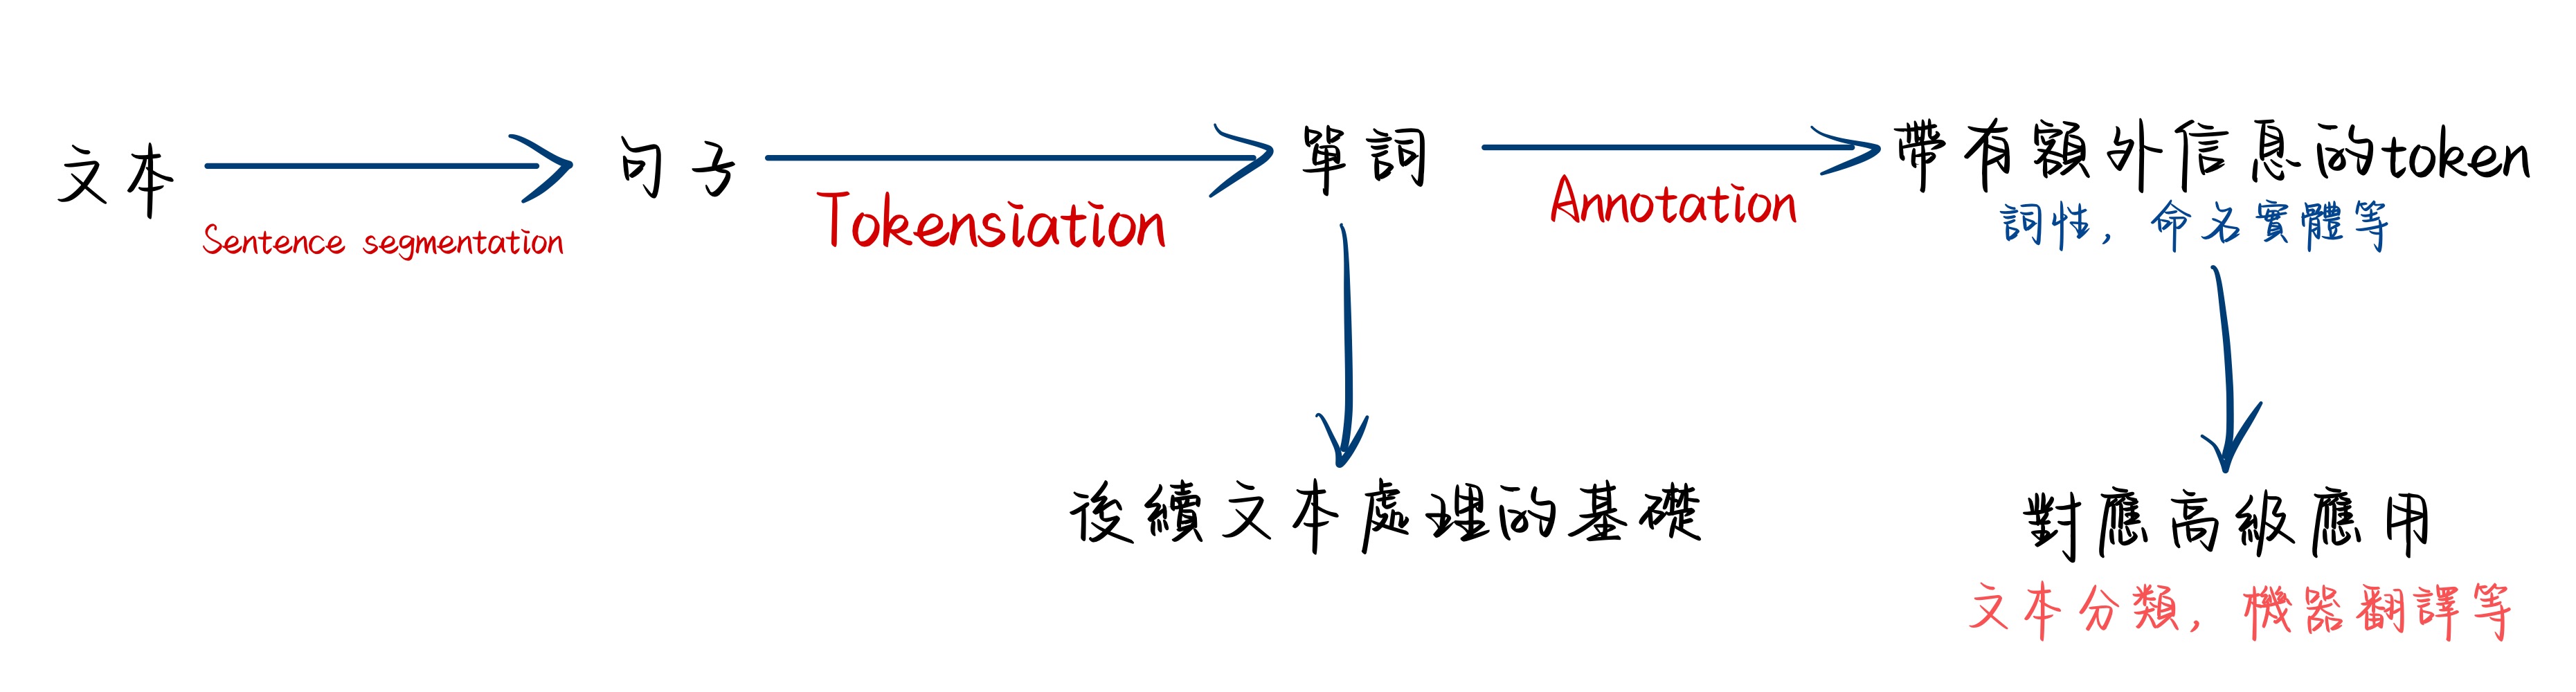 文本
Sentence segmentation
句子
Tokensiation
單詞
Annotation
帶有額外信息的token
詞性, 命名實體等
後續文本處理的基礎
對應高級應用
文本分類, 機器翻譯等